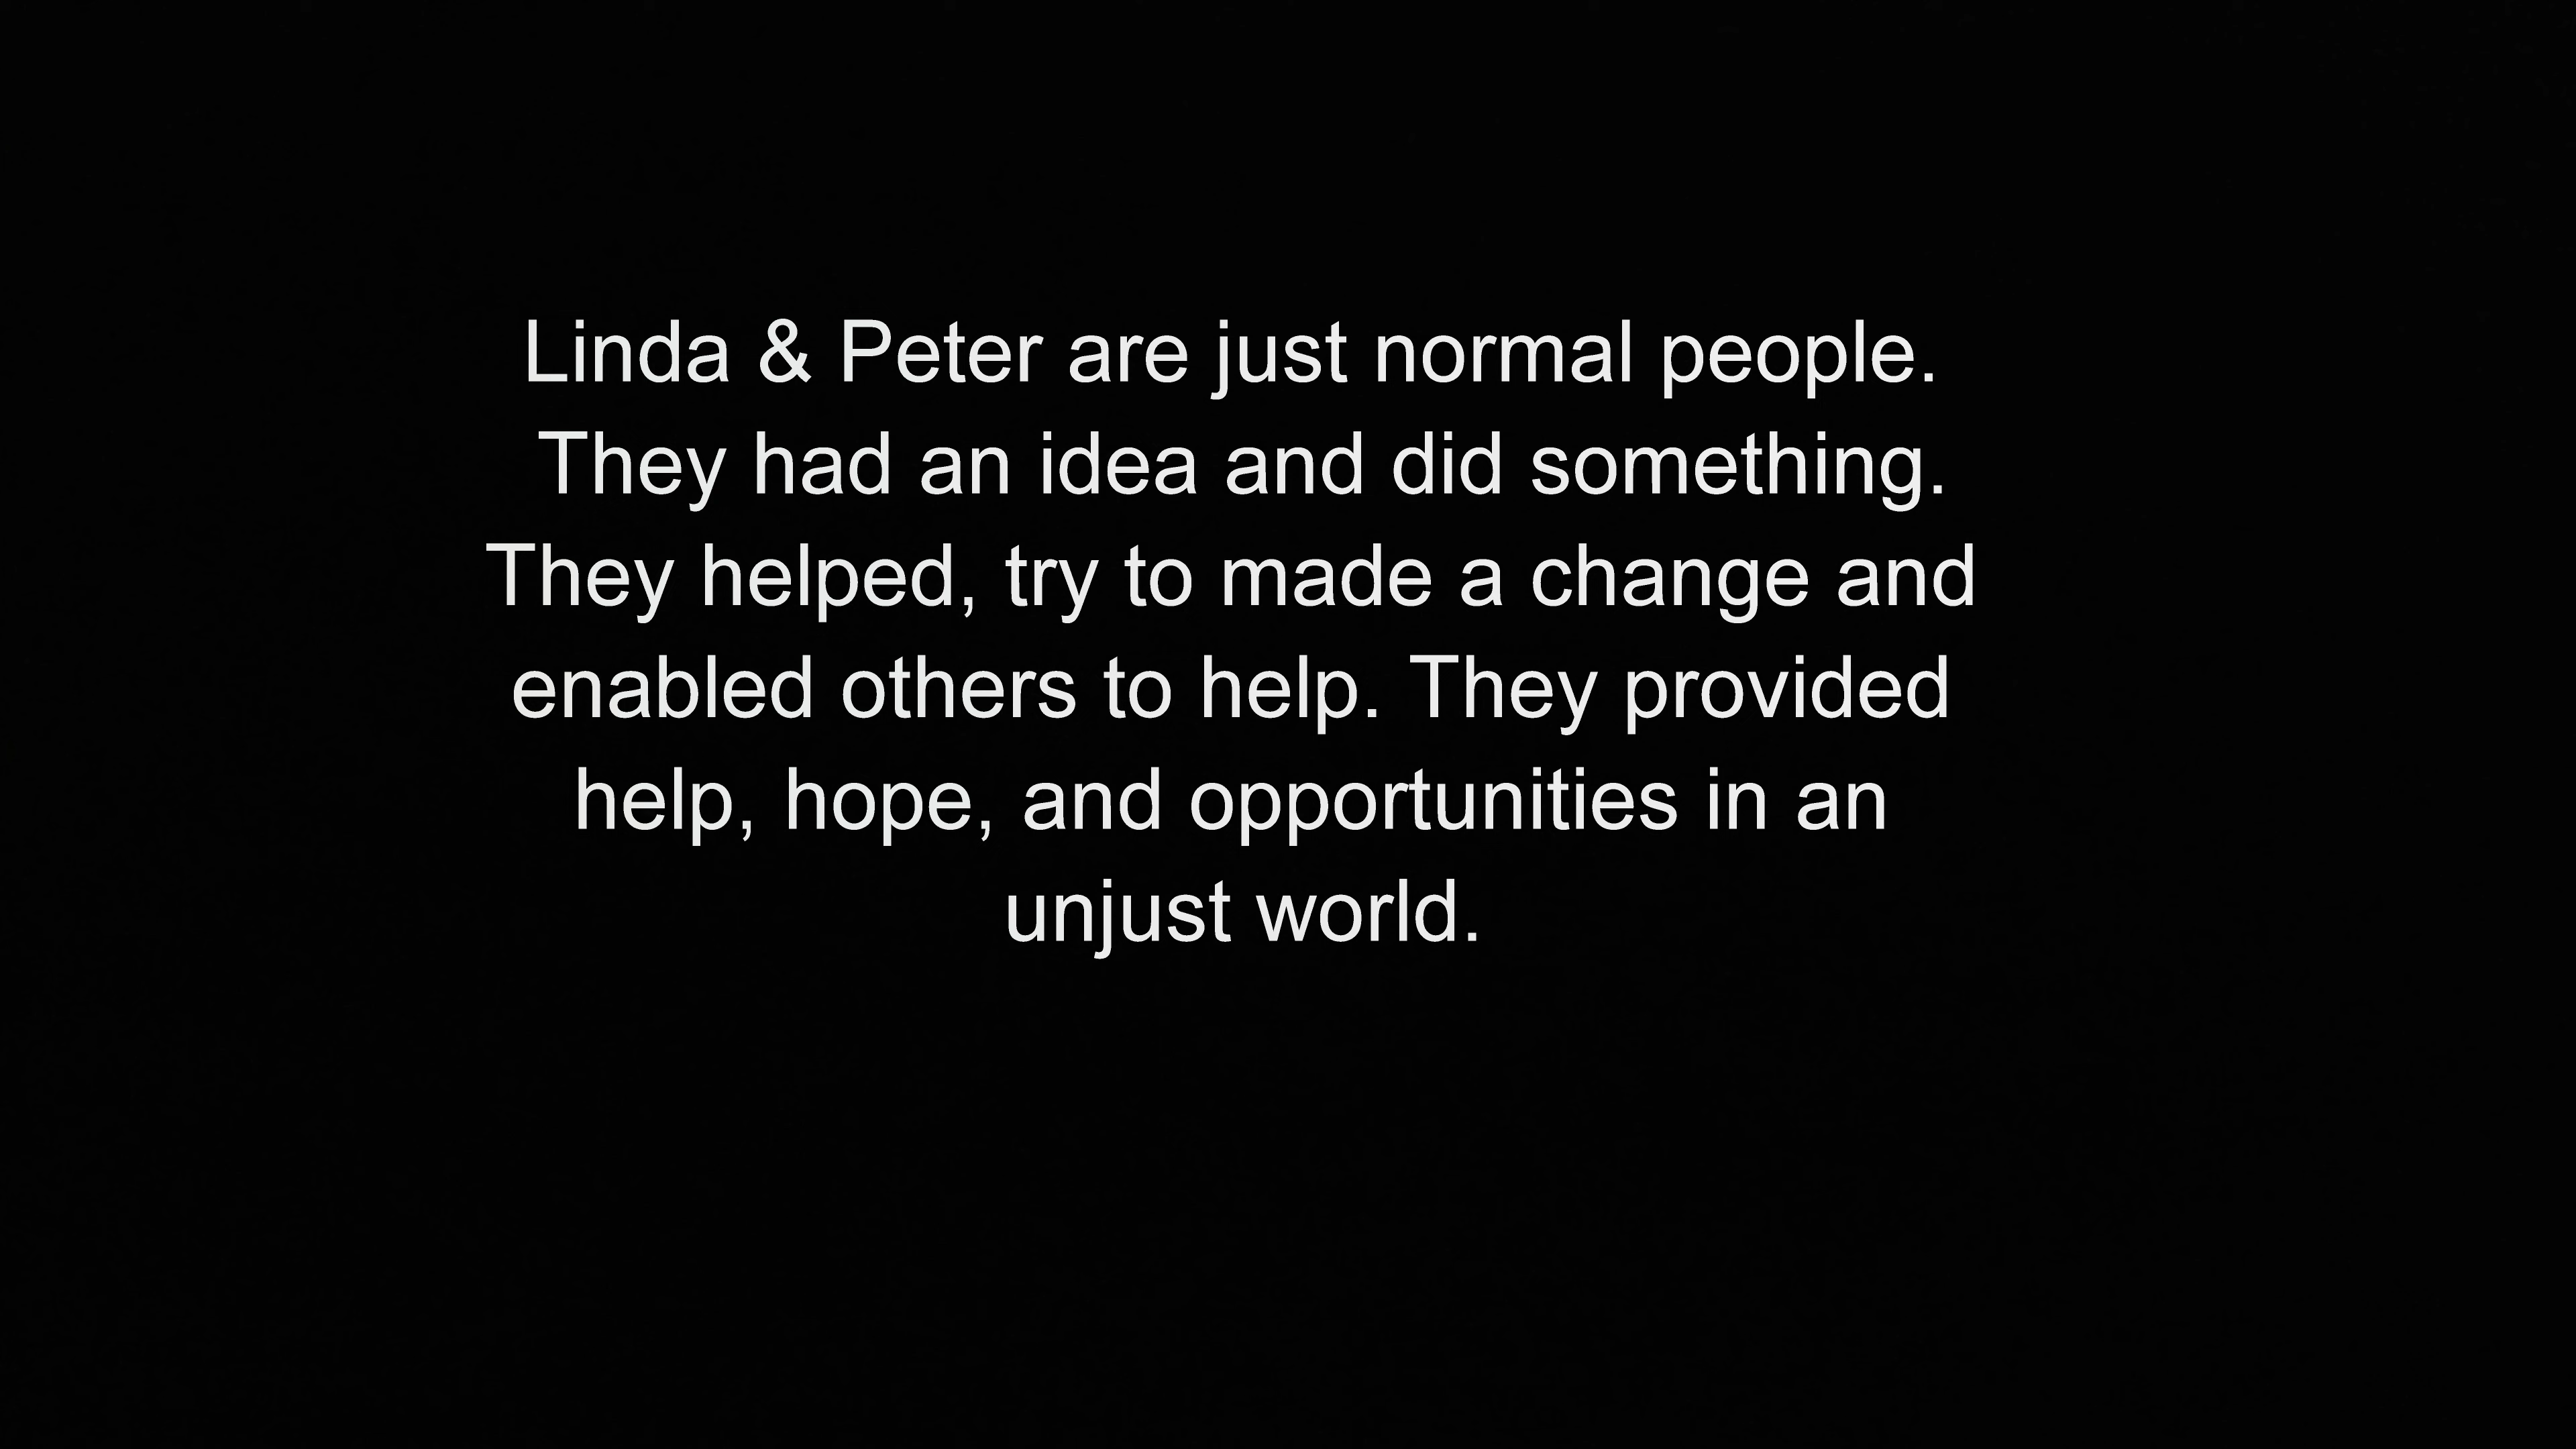 Linda & Peter are just normal people.
They had an idea and did something.
They helped, try to made a change and
enabled others to help. They provided
help, hope, and opportunities in an
unjust world.